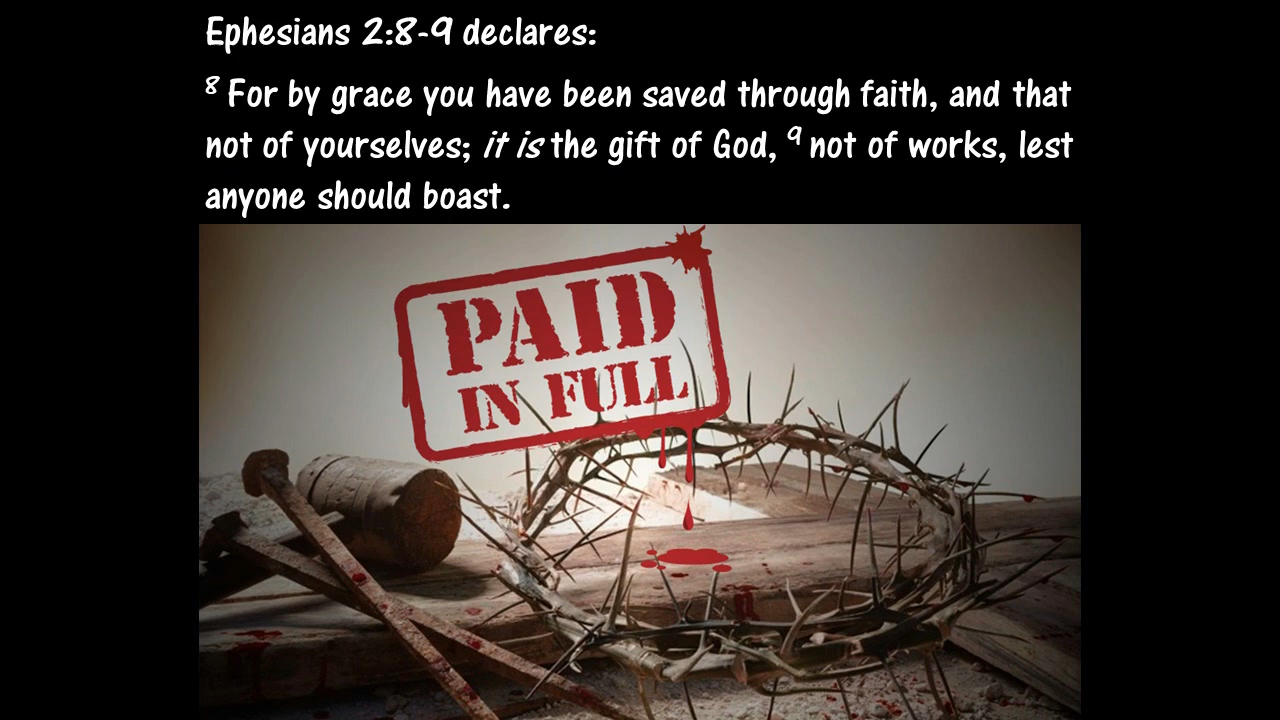 Ephesians 2:8-9 declares:
8 For by grace you have been saved through faith, and that
not of yourselves; it is the gift of God, 9 not of works, lest
anyone should boast.
PAID
IN FULL